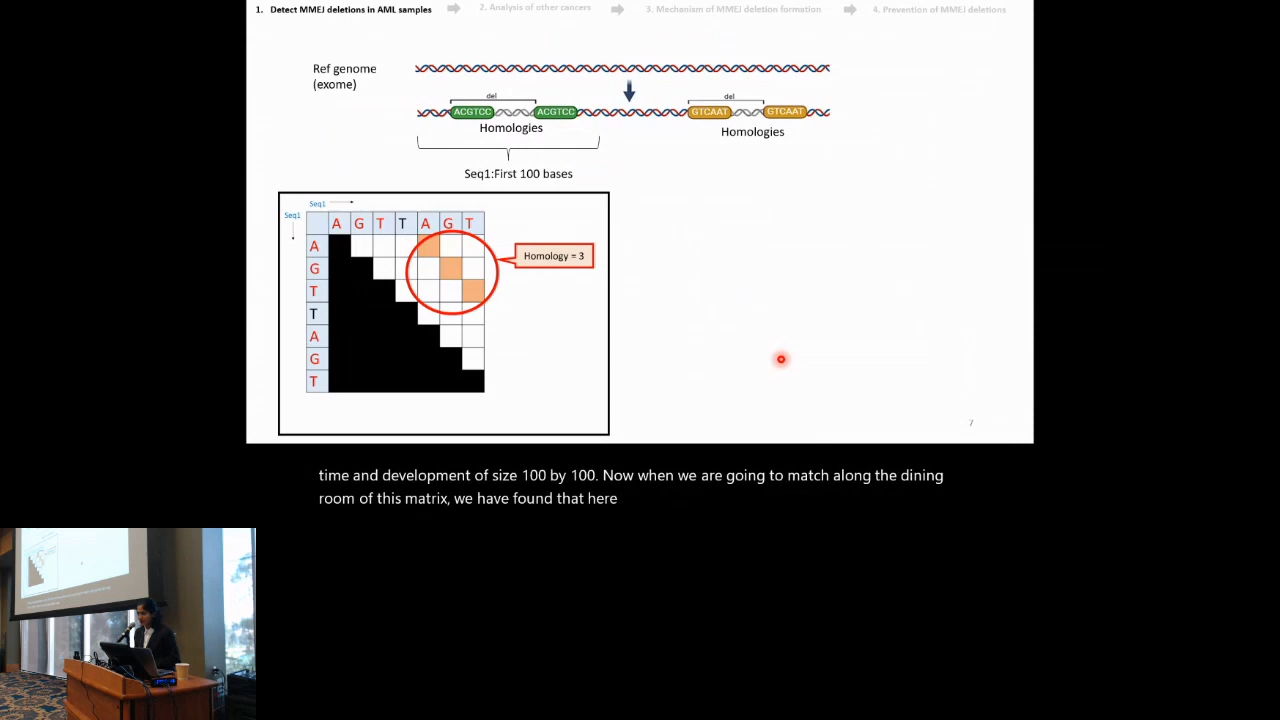 1. Detect MMEJ deletions in AML samples 2. Analysis of other cancers 3. Mechanism of MMEJ deletion formation 4. Prevention of MMEJ deletions
Ref genome
(exome)
del del
ACGTCC ACGTCC GTCAAT GTCAAT
Homologies Homologies
Seq1:First 100 bases
Seq1
Seq1
A G T T A G T
A
G
T
T
A
G
T
Homology = 3
7
time and development of size 100 by 100. Now when we are going to match along the dining
room of this matrix, we have found that here